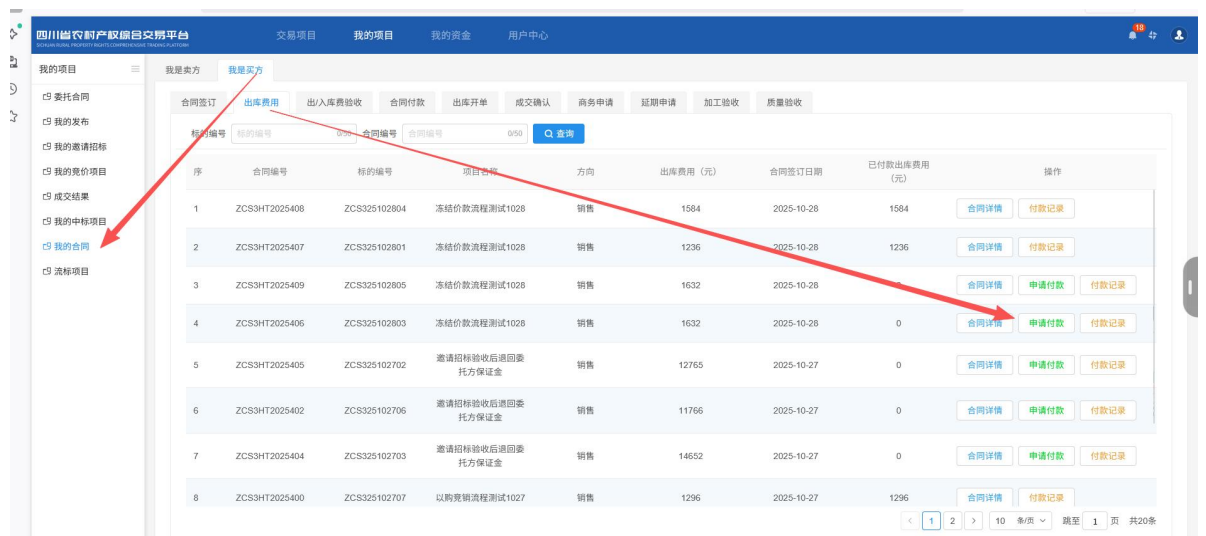 四川省农村产权综合交易平台 交易项目 我的项目 我的资金 用户中心 18
SICHUAN RURAL PROPERTY RIGHTS COMPREHENSIVE TRADING PLATFORM
我的项目 我是卖方 我是买方
委托合同
我的发布
我的邀请招标
我的竞价项目
成交结果
我的中标项目
我的合同
流标项目
合同签订 出库费用 出/入库费验收 合同付款 出库开单 成交确认 商务申请 延期申请 加工验收 质量验收
标的编号 标的编号 0/50 合同编号 合同编号 0/50 查询
序 合同编号 标的编号 项目名称 方向 出库费用（元） 合同签订日期 已付款出库费用（元） 操作
1 ZCS3HT2025408 ZCS325102804 冻结价款流程测试1028 销售 1584 2025-10-28 1584 合同详情 付款记录
2 ZCS3HT2025407 ZCS325102801 冻结价款流程测试1028 销售 1236 2025-10-28 1236 合同详情 付款记录
3 ZCS3HT2025409 ZCS325102805 冻结价款流程测试1028 销售 1632 2025-10-28 合同详情 申请付款 付款记录
4 ZCS3HT2025406 ZCS325102803 冻结价款流程测试1028 销售 1632 2025-10-28 0 合同详情 申请付款 付款记录
5 ZCS3HT2025405 ZCS325102702 邀请招标验收后退回委托方保证金 销售 12765 2025-10-27 0 合同详情 申请付款 付款记录
6 ZCS3HT2025402 ZCS325102706 邀请招标验收后退回委托方保证金 销售 11766 2025-10-27 0 合同详情 申请付款 付款记录
7 ZCS3HT2025404 ZCS325102703 邀请招标验收后退回委托方保证金 销售 14652 2025-10-27 0 合同详情 申请付款 付款记录
8 ZCS3HT2025400 ZCS325102707 以购竞销流程测试1027 销售 1296 2025-10-27 1296 合同详情 付款记录
< 1 2 > 10 条/页 跳至 1 页 共20条